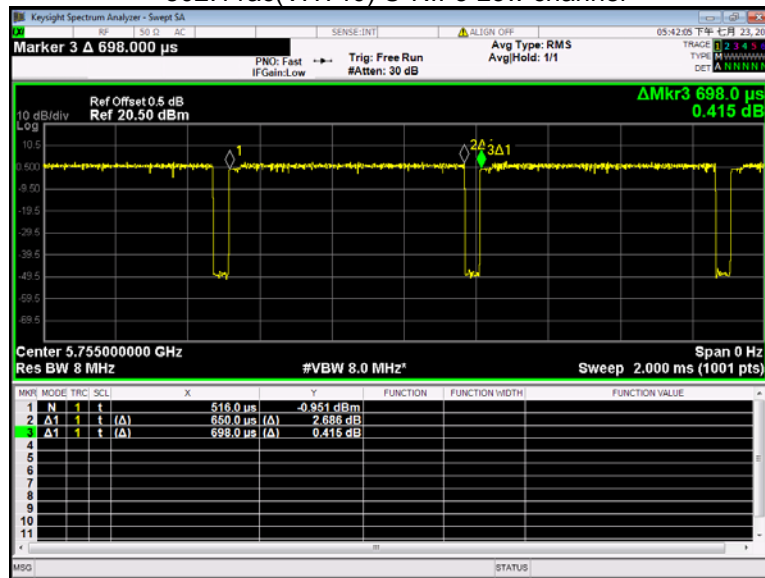 Keysight Spectrum Analyzer - Swept SA
RF 50 Ω AC SENSE:INT ALIGN OFF 05:42:05 下午 七月 23, 20
Marker 3 Δ 698.000 µs Avg Type: RMS TRACE 1 2 3 4 5 6
PNO: Fast Trig: Free Run Avg|Hold: 1/1 TYPE M
IFGain:Low #Atten: 30 dB DET A N N N N N
ΔMkr3 698.0 µs
0.415 dB
Ref Offset 0.5 dB
10 dB/div Ref 20.50 dBm
Log
10.5
0.500
-9.50
-19.5
-29.5
-39.5
-49.5
-59.5
-69.5
1
3Δ1
Center 5.755000000 GHz Span 0 Hz
Res BW 8 MHz #VBW 8.0 MHz* Sweep 2.000 ms (1001 pts)
MKR MODE TRC SCL X Y FUNCTION FUNCTION WIDTH FUNCTION VALUE
1 N 1 t 516.0 µs -0.951 dBm
2 Δ1 1 t (Δ) 650.0 µs (Δ) 2.686 dB
3 Δ1 1 t (Δ) 698.0 µs (Δ) 0.415 dB
4
5
6
7
8
9
10
11
MSG STATUS